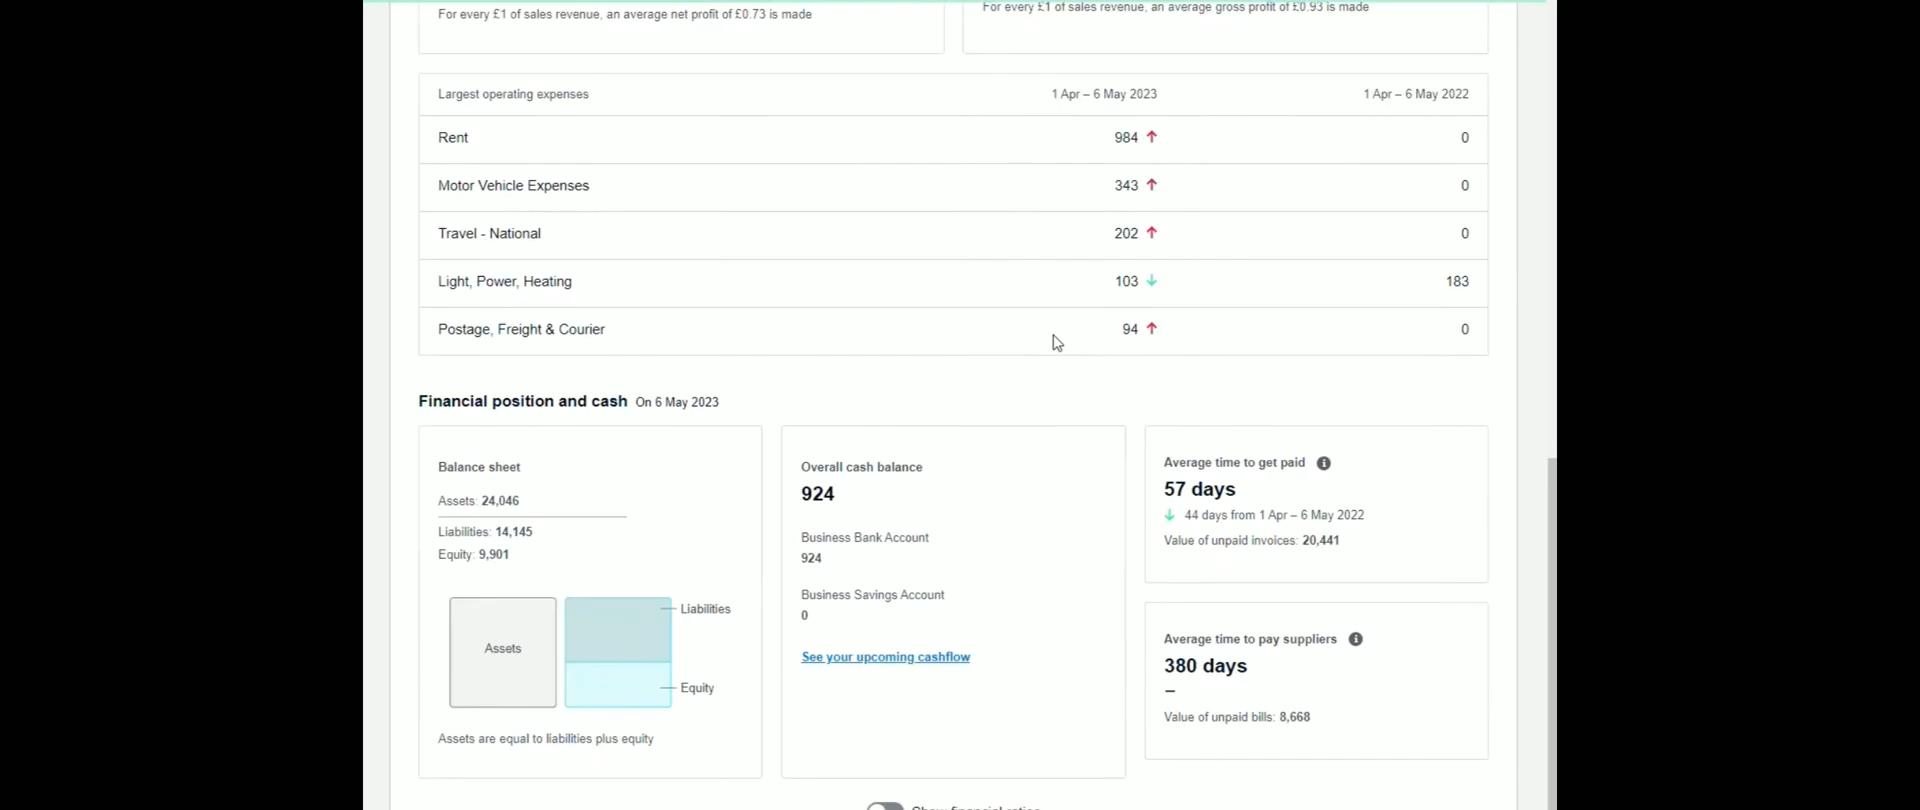 For every £1 of sales revenue, an average net profit of £0.73 is made
For every £1 of sales revenue, an average gross profit of £0.93 is made
Largest operating expenses 1 Apr – 6 May 2023 1 Apr – 6 May 2022
Rent 984 0
Motor Vehicle Expenses 343 0
Travel - National 202 0
Light, Power, Heating 103 183
Postage, Freight & Courier 94 0
Financial position and cash On 6 May 2023
Balance sheet
Assets: 24,046
Liabilities: 14,145
Equity: 9,901
Assets
Liabilities
Equity
Assets are equal to liabilities plus equity
Overall cash balance
924
Business Bank Account
924
Business Savings Account
0
See your upcoming cashflow
Average time to get paid
57 days
44 days from 1 Apr – 6 May 2022
Value of unpaid invoices: 20,441
Average time to pay suppliers
380 days
–
Value of unpaid bills: 8,668
Show financial ratios